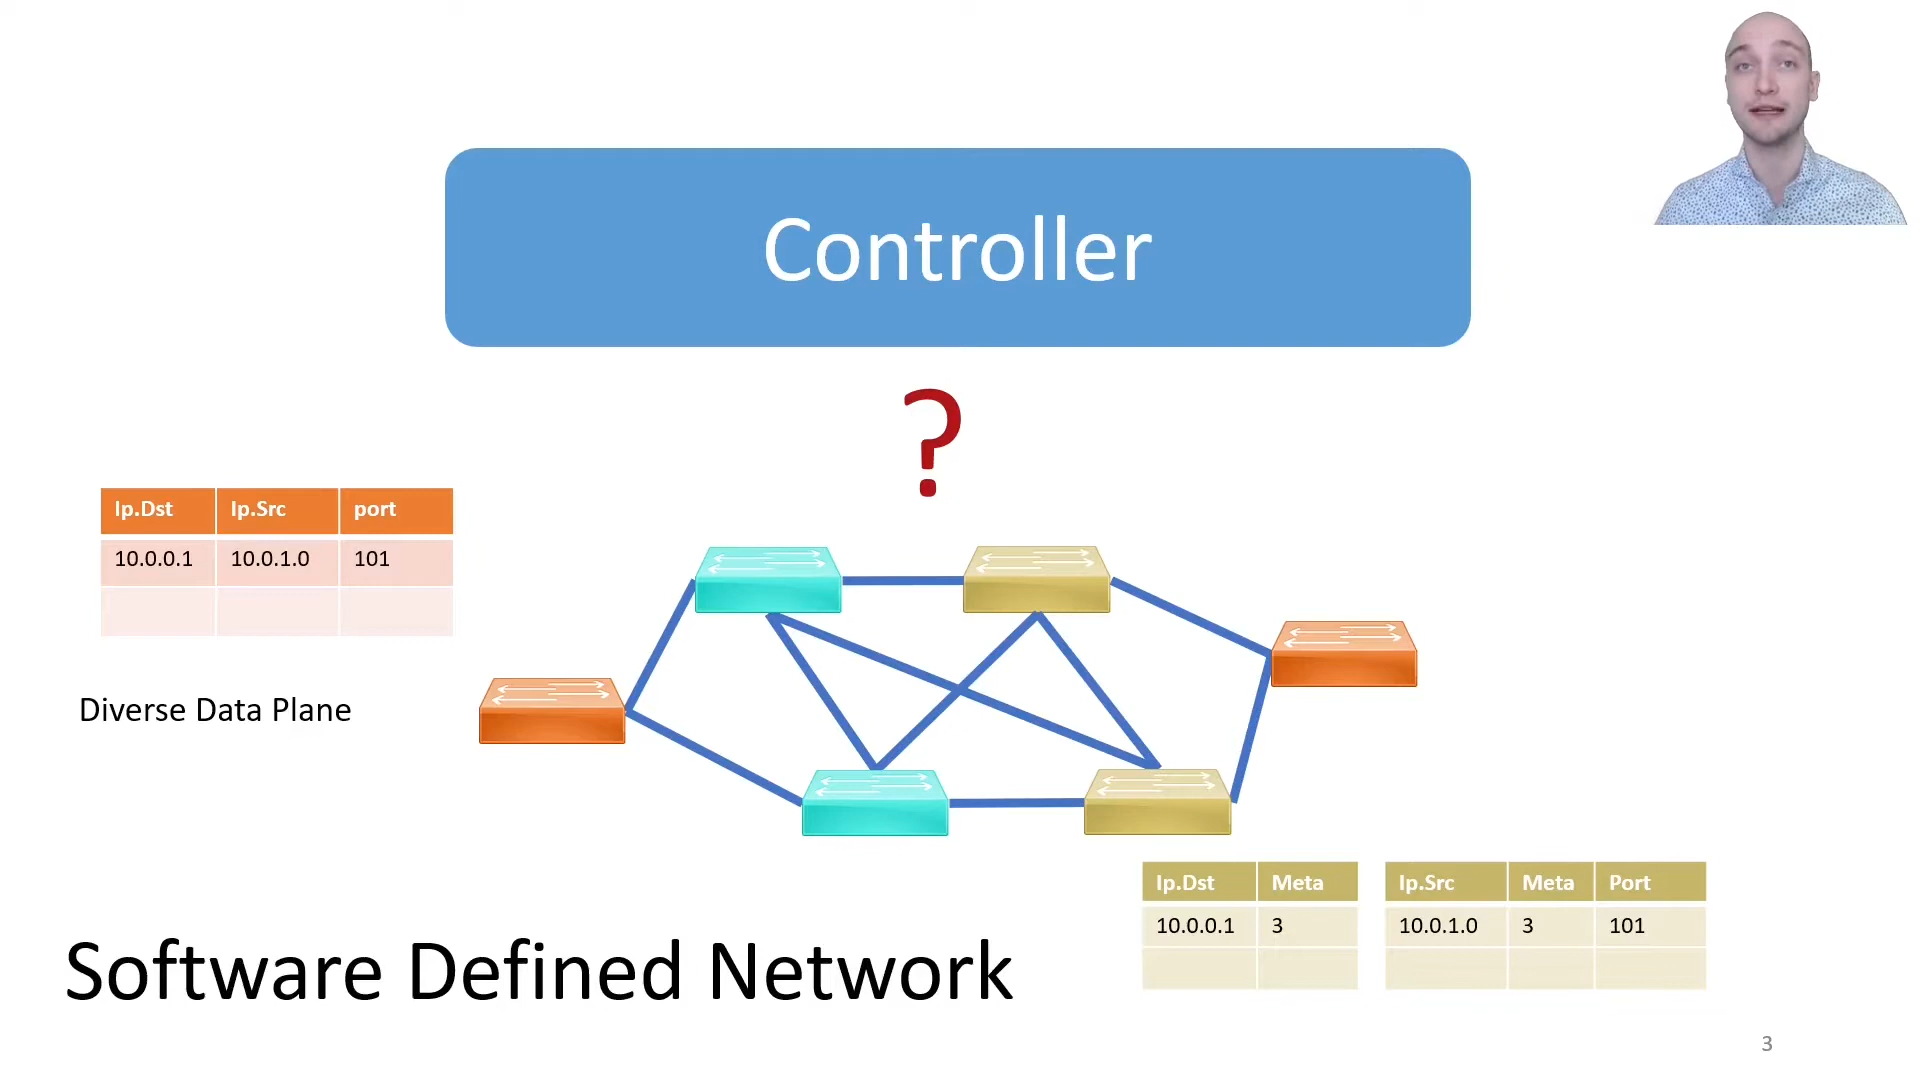 Controller
?
Ip.Dst Ip.Src port
10.0.0.1 10.0.1.0 101
Diverse Data Plane
Ip.Dst Meta
10.0.0.1 3
Ip.Src Meta Port
10.0.1.0 3 101
Software Defined Network
3